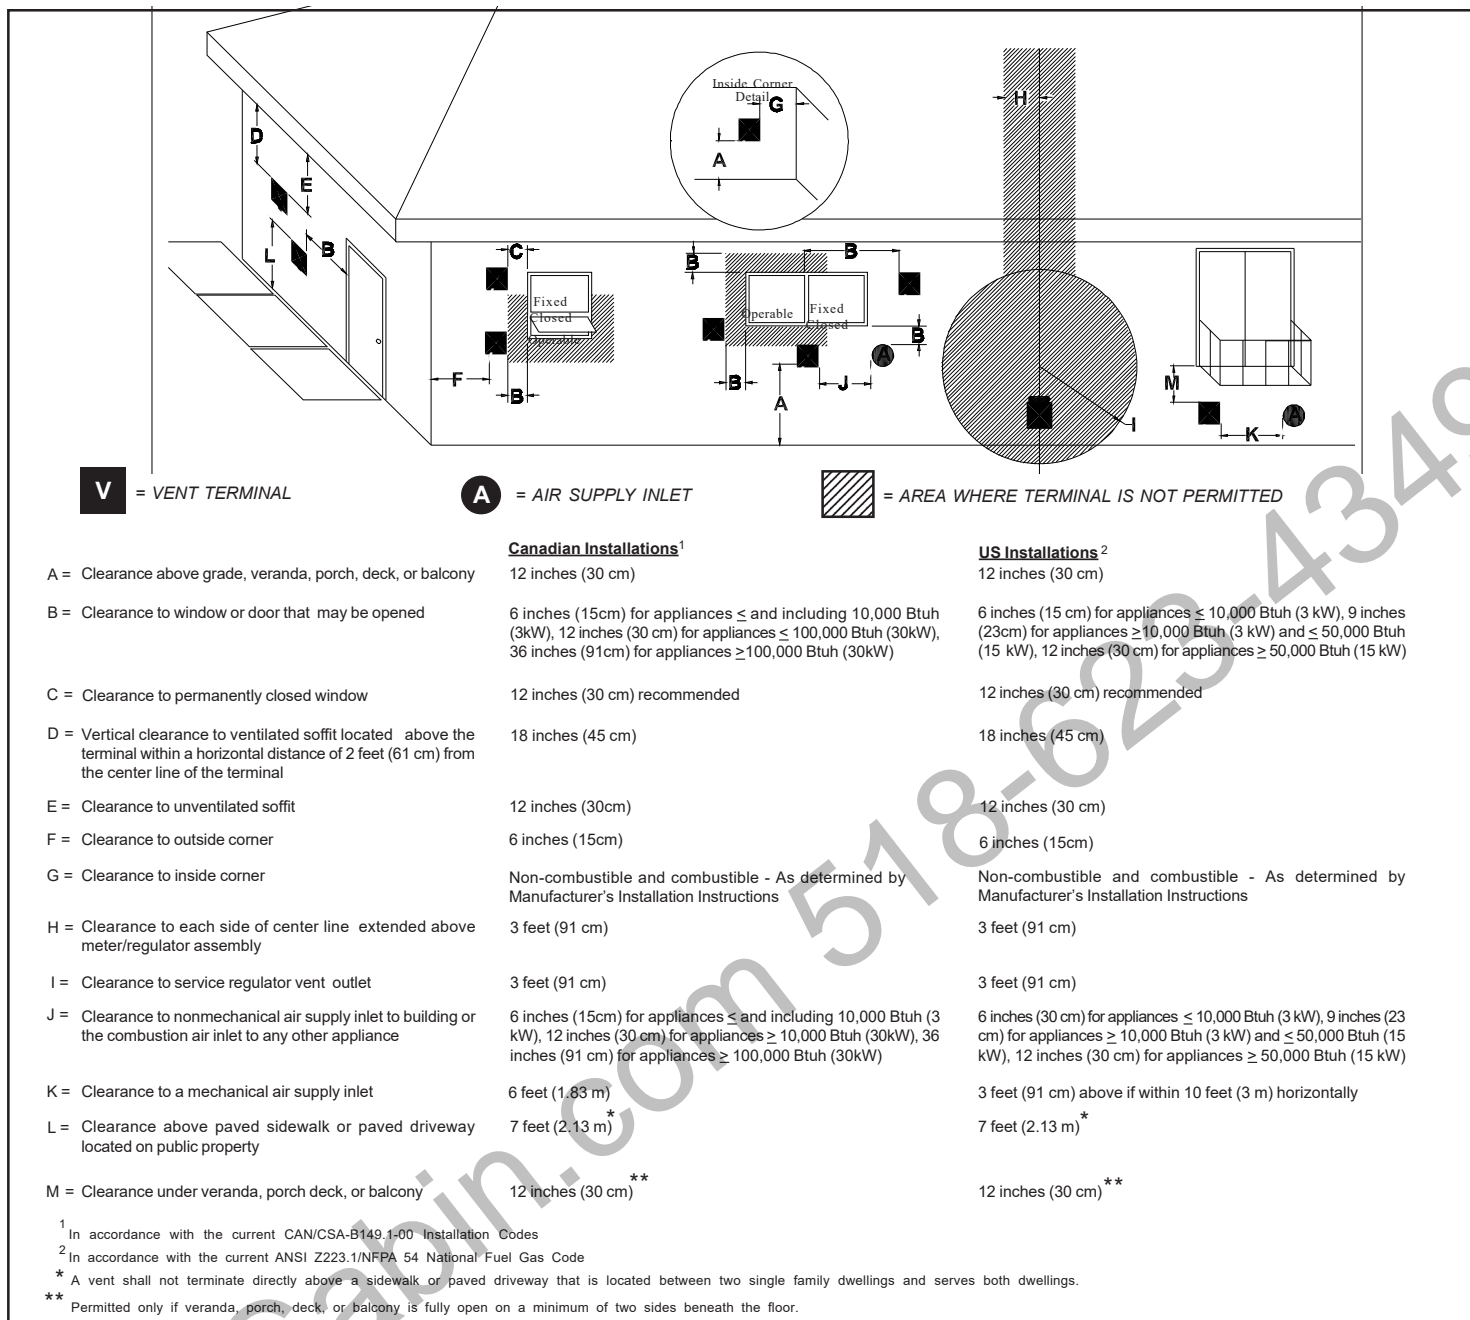 Inside Corner
Detail
G
A
H
D
E
B
L
C
Fixed
Closed
Operable
F
B
B
B
Operable
Fixed
Closed
B
B
J
A
A
I
M
K
A
V = VENT TERMINAL
A = AIR SUPPLY INLET
= AREA WHERE TERMINAL IS NOT PERMITTED
Canadian Installations1
US Installations 2
A = Clearance above grade, veranda, porch, deck, or balcony
12 inches (30 cm)
12 inches (30 cm)
B = Clearance to window or door that may be opened
6 inches (15cm) for appliances ≤ and including 10,000 Btuh
(3kW), 12 inches (30 cm) for appliances ≤ 100,000 Btuh (30kW),
36 inches (91cm) for appliances ≥100,000 Btuh (30kW)
6 inches (15 cm) for appliances ≤ 10,000 Btuh (3 kW), 9 inches
(23cm) for appliances ≥10,000 Btuh (3 kW) and ≤ 50,000 Btuh
(15 kW), 12 inches (30 cm) for appliances ≥ 50,000 Btuh (15 kW)
C = Clearance to permanently closed window
12 inches (30 cm) recommended
12 inches (30 cm) recommended
D = Vertical clearance to ventilated soffit located above the
terminal within a horizontal distance of 2 feet (61 cm) from
the center line of the terminal
18 inches (45 cm)
18 inches (45 cm)
E = Clearance to unventilated soffit
12 inches (30cm)
12 inches (30 cm)
F = Clearance to outside corner
6 inches (15cm)
6 inches (15cm)
G = Clearance to inside corner
Non-combustible and combustible - As determined by
Manufacturer's Installation Instructions
Non-combustible and combustible - As determined by
Manufacturer's Installation Instructions
H = Clearance to each side of center line extended above
meter/regulator assembly
3 feet (91 cm)
3 feet (91 cm)
I = Clearance to service regulator vent outlet
3 feet (91 cm)
3 feet (91 cm)
J = Clearance to nonmechanical air supply inlet to building or
the combustion air inlet to any other appliance
6 inches (15cm) for appliances ≤ and including 10,000 Btuh (3
kW), 12 inches (30 cm) for appliances ≥ 10,000 Btuh (30kW), 36
inches (91 cm) for appliances ≥ 100,000 Btuh (30kW)
6 inches (30 cm) for appliances ≤ 10,000 Btuh (3 kW), 9 inches (23
cm) for appliances ≥ 10,000 Btuh (3 kW) and ≤ 50,000 Btuh (15
kW), 12 inches (30 cm) for appliances ≥ 50,000 Btuh (15 kW)
K = Clearance to a mechanical air supply inlet
6 feet (1.83 m)
3 feet (91 cm) above if within 10 feet (3 m) horizontally
L = Clearance above paved sidewalk or paved driveway
located on public property
7 feet (2.13 m)*
7 feet (2.13 m)*
M = Clearance under veranda, porch deck, or balcony
12 inches (30 cm)**
12 inches (30 cm)**
1 In accordance with the current CAN/CSA-B149.1-00 Installation Codes
2 In accordance with the current ANSI Z223.1/NFPA 54 National Fuel Gas Code
* A vent shall not terminate directly above a sidewalk or paved driveway that is located between two single family dwellings and serves both dwellings.
** Permitted only if veranda, porch, deck, or balcony is fully open on a minimum of two sides beneath the floor.
Cabin.com 518-623-4349